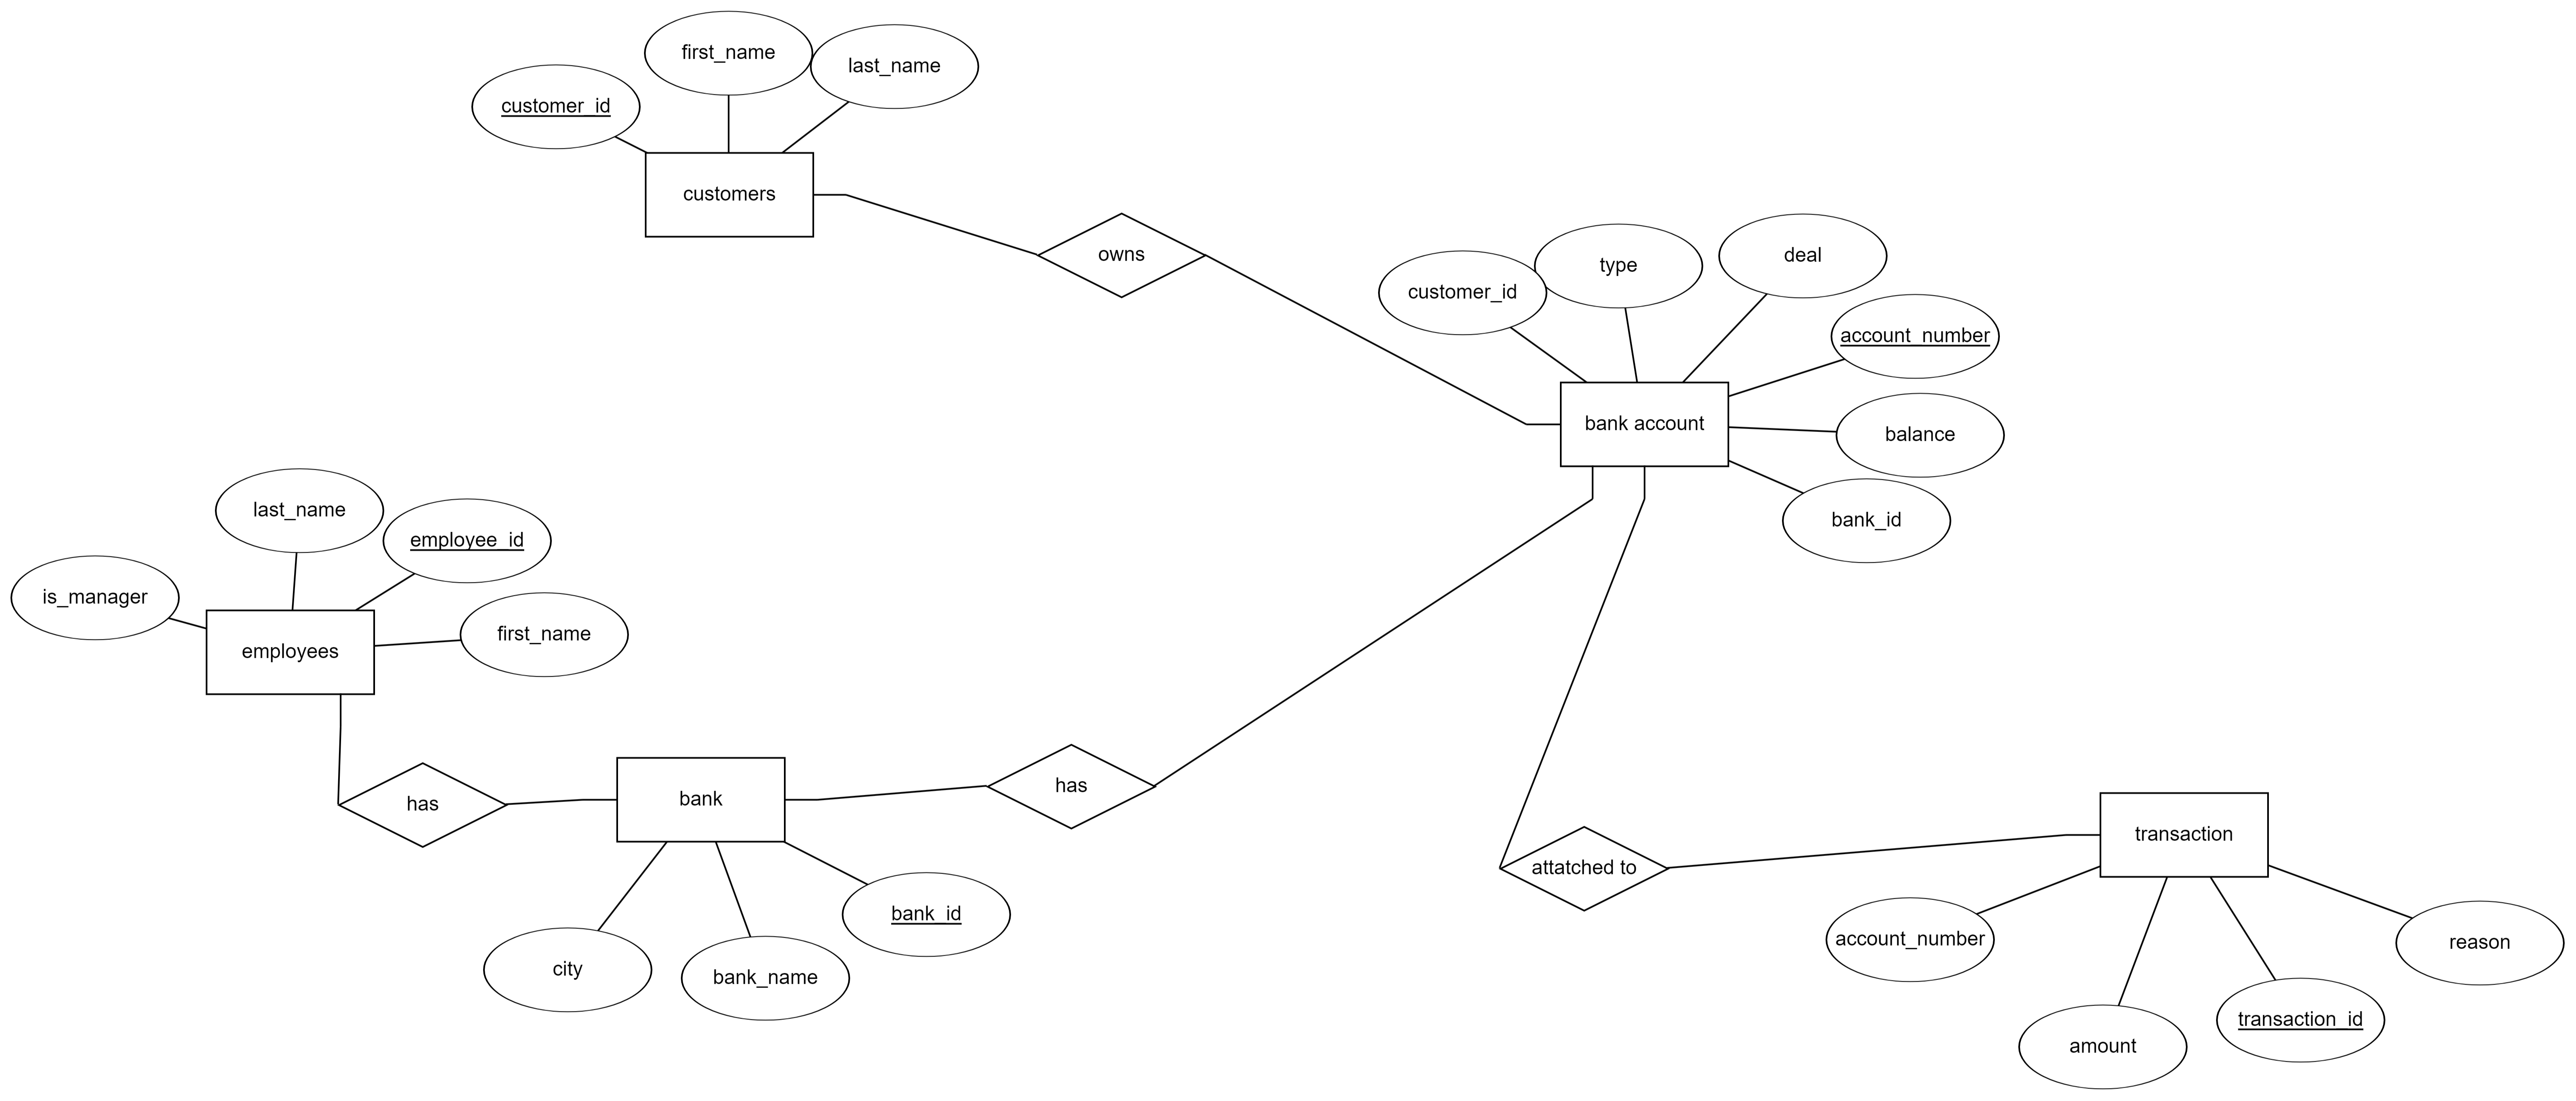 first_name
last_name
customer_id
customers
owns
deal
type
customer_id
account_number
bank account
balance
bank_id
last_name
employee_id
is_manager
first_name
employees
has
bank
has
bank_id
city
bank_name
attatched to
transaction
account_number
reason
transaction_id
amount